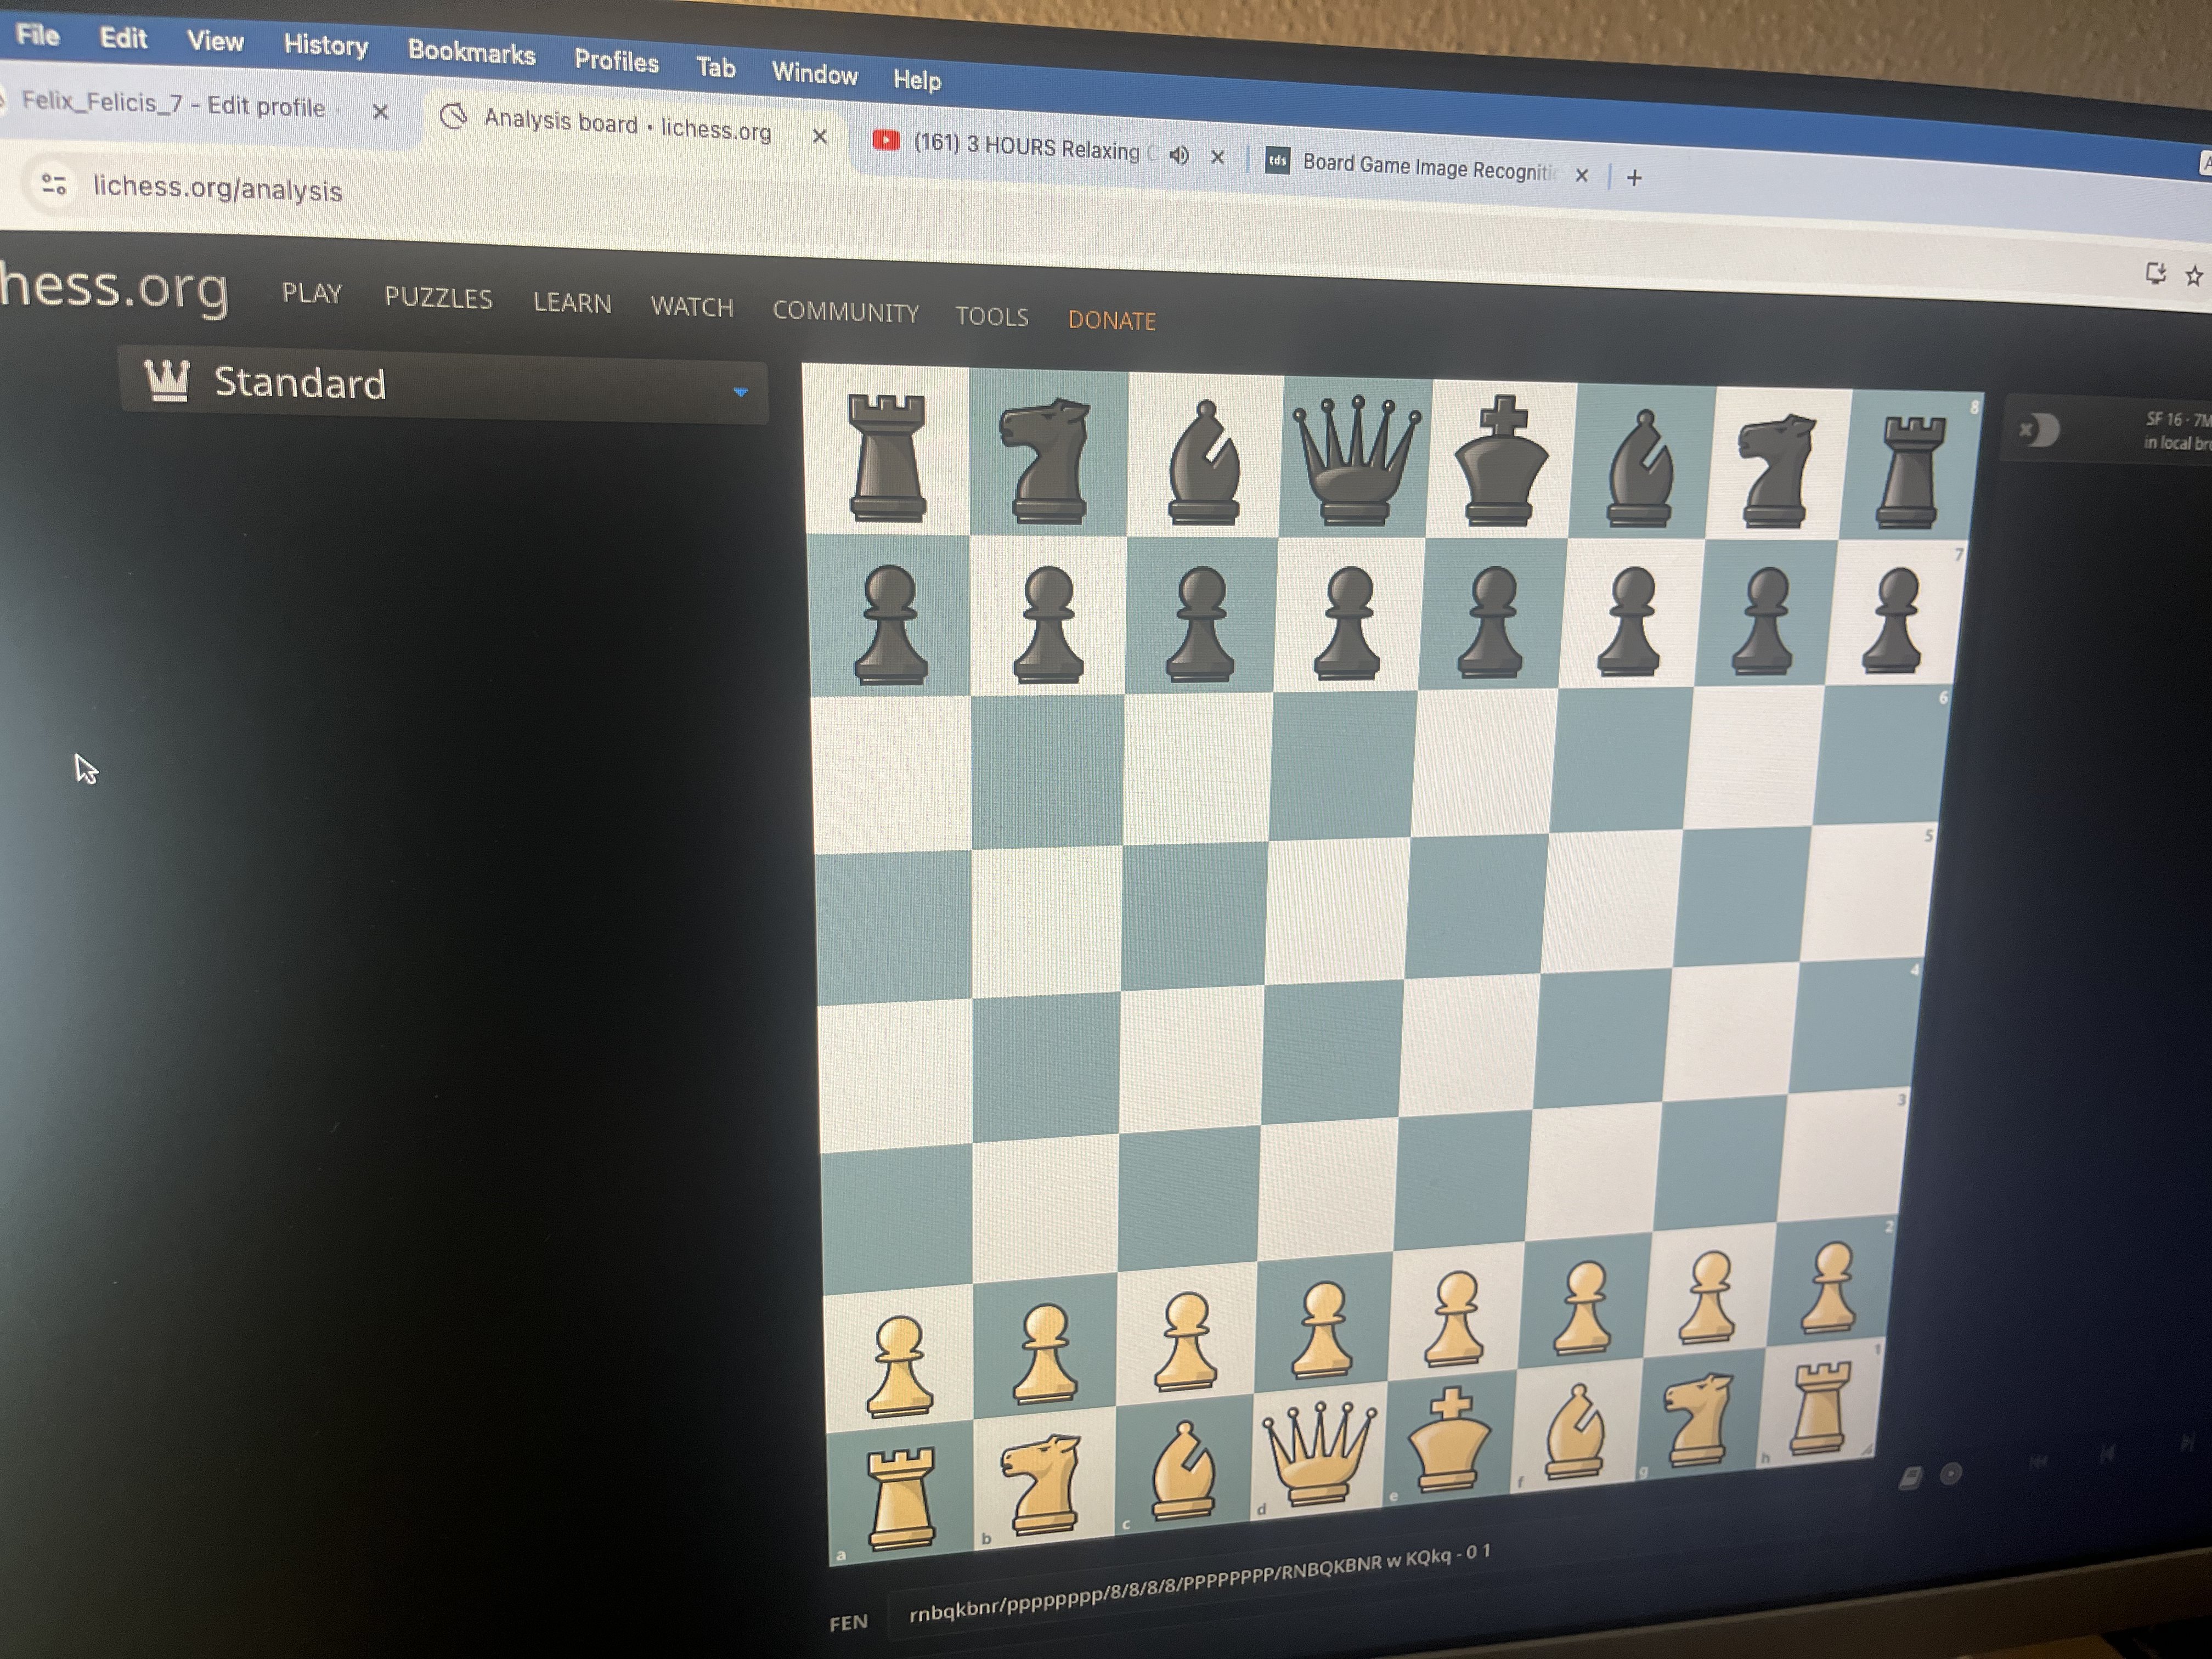 File Edit View History Bookmarks Profiles Tab Window Help
Felix_Felicis_7 - Edit profile
Analysis board • lichess.org
(161) 3 HOURS Relaxing
tds Board Game Image Recogniti
lichess.org/analysis
hess.org PLAY PUZZLES LEARN WATCH COMMUNITY TOOLS DONATE
Standard
SF 16 · 7M
in local br
8
7
6
5
4
3
2
1
a b c d e f g h
FEN rnbqkbnr/pppppppp/8/8/8/8/PPPPPPPP/RNBQKBNR w KQkq - 0 1